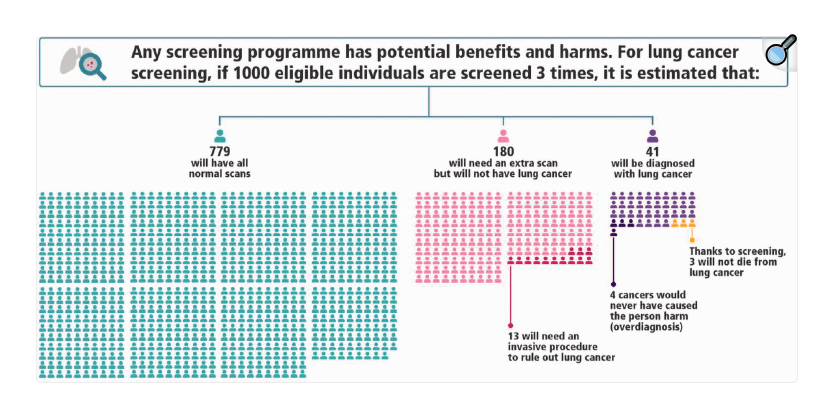 Any screening programme has potential benefits and harms. For lung cancer
screening, if 1000 eligible individuals are screened 3 times, it is estimated that:
779
will have all
normal scans
180
will need an extra scan
but will not have lung cancer
41
will be diagnosed
with lung cancer
Thanks to screening,
3 will not die from
lung cancer
4 cancers would
never have caused
the person harm
(overdiagnosis)
13 will need an
invasive procedure
to rule out lung cancer